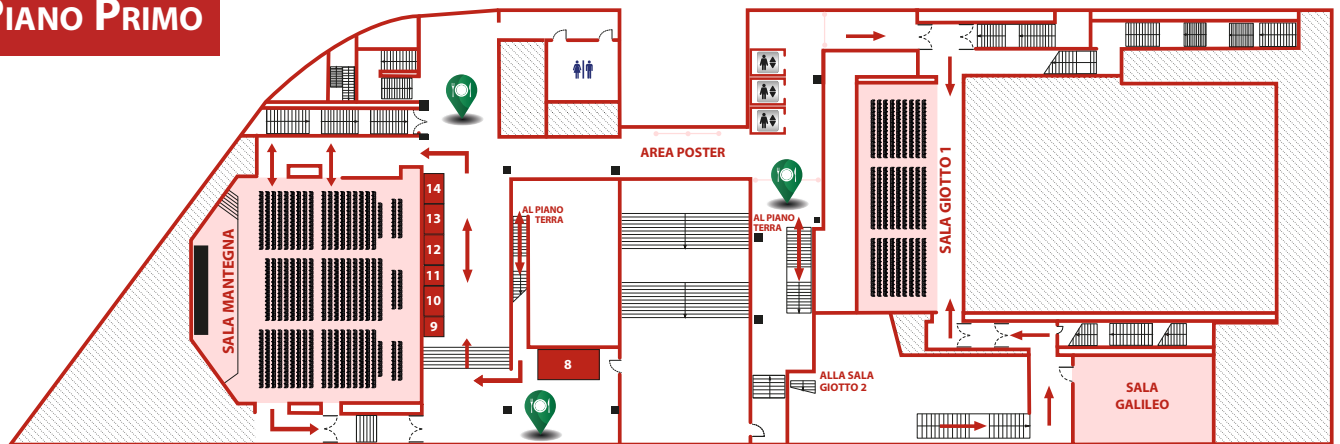 PIANO PRIMO
AREA POSTER
14
13
12
11
10
9
8
AL PIANO
TERRA
AL PIANO
TERRA
SALA MANTEGNA
SALA GIOTTO 1
ALLA SALA
GIOTTO 2
SALA
GALILEO